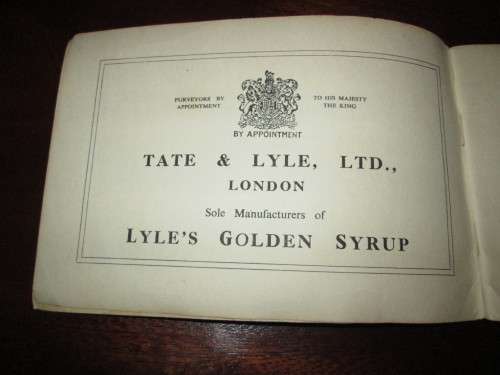 PURVEYORS BY TO HIS MAJESTY
APPOINTMENT THE KING
BY APPOINTMENT
TATE & LYLE, LTD.,
LONDON
Sole Manufacturers of
LYLE'S GOLDEN SYRUP